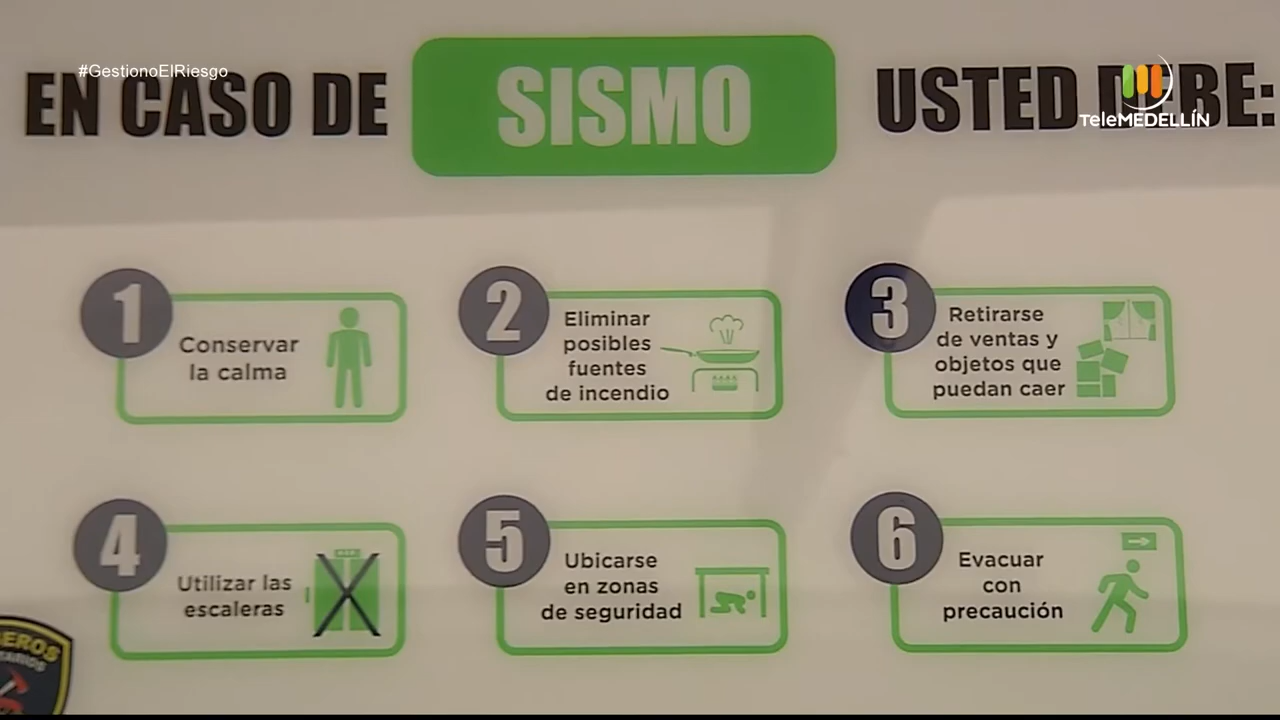 #GestionoElRiesgo
EN CASO DE SISMO USTED DEBE:
TeleMEDELLÍN
1
Conservar
la calma
2
Eliminar
posibles
fuentes
de incendio
3
Retirarse
de ventas y
objetos que
puedan caer
4
Utilizar las
escaleras
5
Ubicarse
en zonas
de seguridad
6
Evacuar
con
precaución